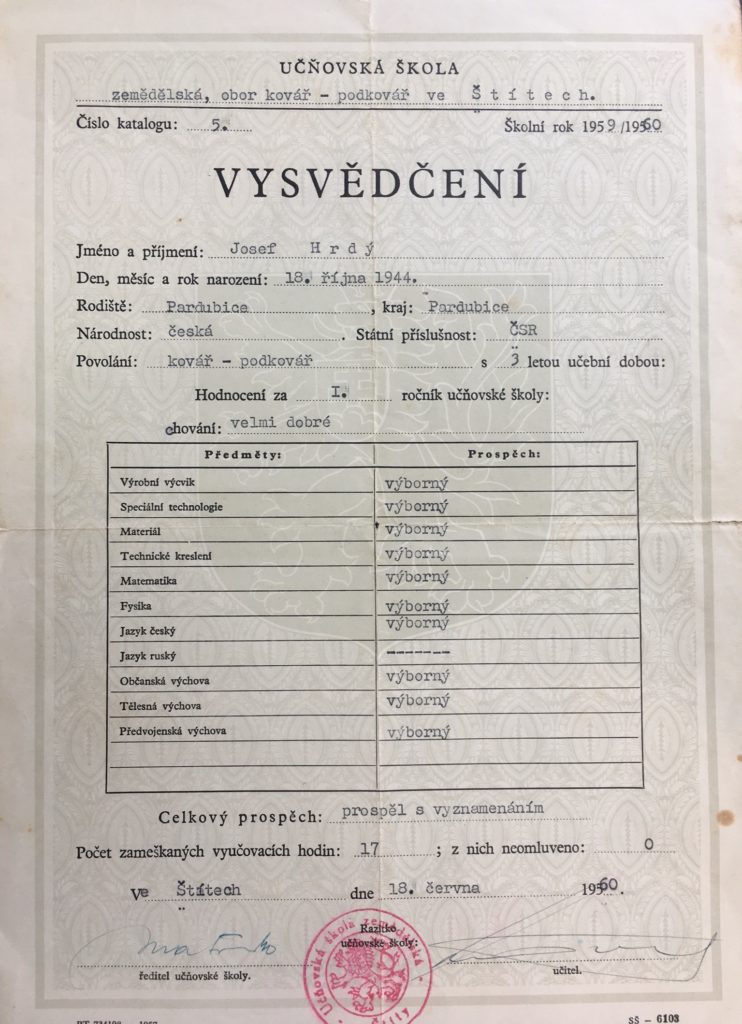 UČŇOVSKÁ ŠKOLA
zemědělská, obor kovář - podkovář ve Štítech.
Číslo katalogu: 5. Školní rok 1959/1960
VYSVĚDČENÍ
Jméno a příjmení: Josef Hrdý
Den, měsíc a rok narození: 18. října 1944.
Rodiště: Pardubice, kraj: Pardubice
Národnost: česká. Státní příslušnost: ČSR
Povolání: kovář - podkovář s 3 letou učební dobou:
Hodnocení za I. ročník učňovské školy:
chování: velmi dobré
Předměty: Prospěch:
Výrobní výcvik výborný
Speciální technologie výborný
Materiál výborný
Technické kreslení výborný
Matematika výborný
Fysika výborný
Jazyk český výborný
Jazyk ruský -------
Občanská výchova výborný
Tělesná výchova výborný
Předvojenská výchova výborný
Celkový prospěch: prospěl s vyznamenáním
Počet zameškaných vyučovacích hodin: 17; z nich neomluveno: 0
Ve Štítech dne 18. června 1960.
Razítko
učňovské školy:
Učňovská škola zemědělská
ředitel učňovské školy. učitel.
SŠ - 6103